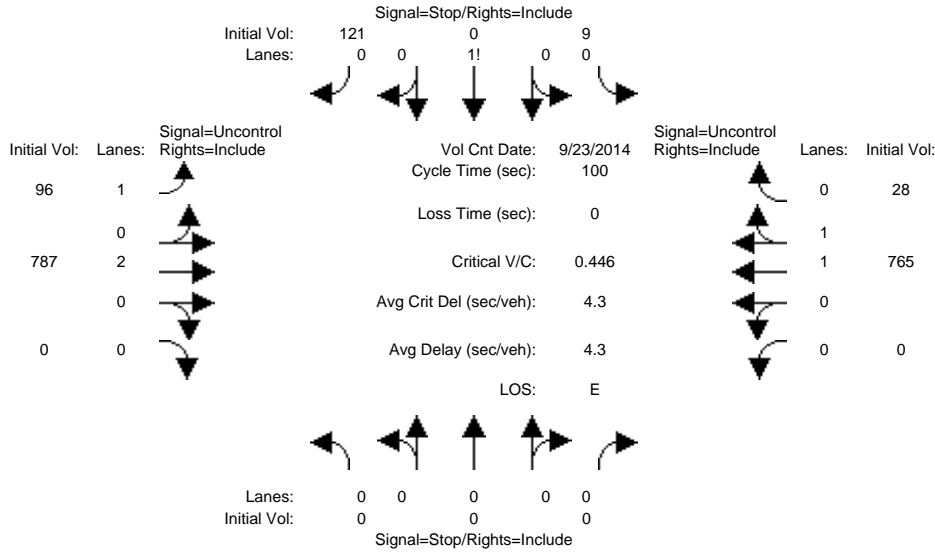 Signal=Stop/Rights=Include
Initial Vol: 121 0 9
Lanes: 0 0 1! 0 0
Signal=Uncontrol
Initial Vol: Lanes: Rights=Include
Vol Cnt Date: 9/23/2014
Signal=Uncontrol
Rights=Include Lanes: Initial Vol:
Cycle Time (sec): 100
96 1
0 28
Loss Time (sec): 0
0
1
787 2
Critical V/C: 0.446
1 765
0
Avg Crit Del (sec/veh): 4.3
0
0 0
Avg Delay (sec/veh): 4.3
0 0
LOS: E
Lanes: 0 0 0 0 0
Initial Vol: 0 0 0
Signal=Stop/Rights=Include